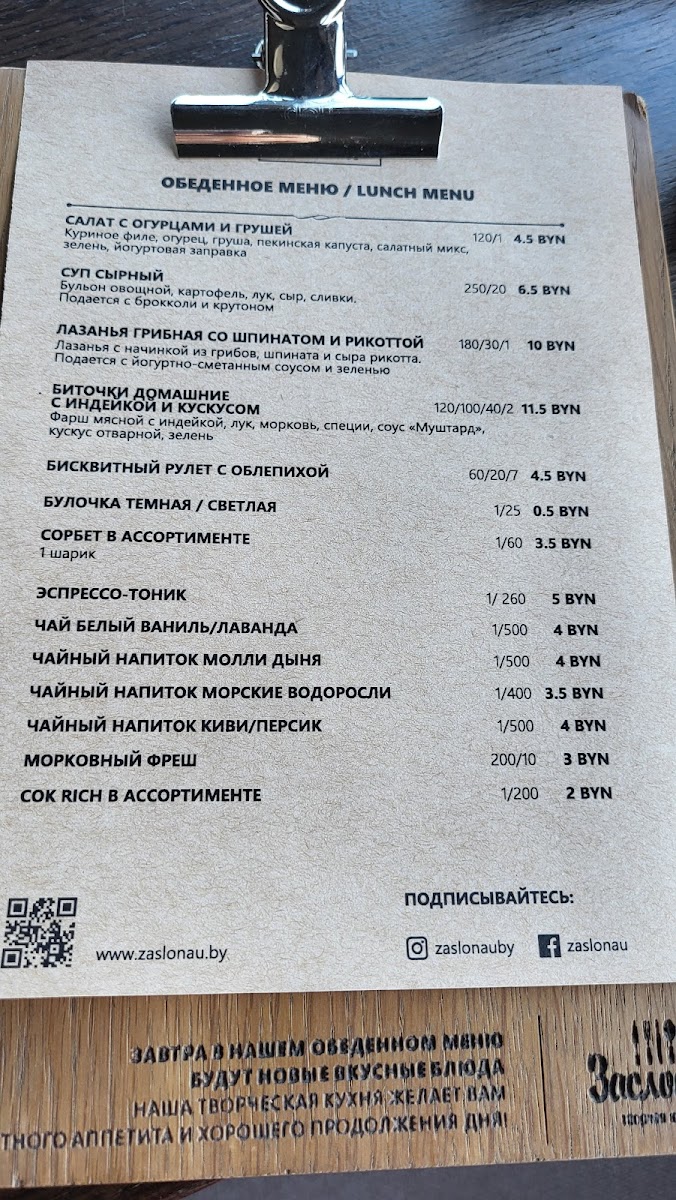 ОБЕДЕННОЕ МЕНЮ / LUNCH MENU
САЛАТ С ОГУРЦАМИ И ГРУШЕЙ 120/1 4.5 BYN
Куриное филе, огурец, груша, пекинская капуста, салатный микс,
зелень, йогуртовая заправка
СУП СЫРНЫЙ 250/20 6.5 BYN
Бульон овощной, картофель, лук, сыр, сливки.
Подается с брокколи и крутоном
ЛАЗАНЬЯ ГРИБНАЯ СО ШПИНАТОМ И РИКОТТОЙ 180/30/1 10 BYN
Лазанья с начинкой из грибов, шпината и сыра рикотта.
Подается с йогуртно-сметанным соусом и зеленью
БИТОЧКИ ДОМАШНИЕ
С ИНДЕЙКОЙ И КУСКУСОМ 120/100/40/2 11.5 BYN
Фарш мясной с индейкой, лук, морковь, специи, соус «Муштард»,
кускус отварной, зелень
БИСКВИТНЫЙ РУЛЕТ С ОБЛЕПИХОЙ 60/20/7 4.5 BYN
БУЛОЧКА ТЕМНАЯ / СВЕТЛАЯ 1/25 0.5 BYN
СОРБЕТ В АССОРТИМЕНТЕ 1/60 3.5 BYN
1 шарик
ЭСПРЕССО-ТОНИК 1/ 260 5 BYN
ЧАЙ БЕЛЫЙ ВАНИЛЬ/ЛАВАНДА 1/500 4 BYN
ЧАЙНЫЙ НАПИТОК МОЛЛИ ДЫНЯ 1/500 4 BYN
ЧАЙНЫЙ НАПИТОК МОРСКИЕ ВОДОРОСЛИ 1/400 3.5 BYN
ЧАЙНЫЙ НАПИТОК КИВИ/ПЕРСИК 1/500 4 BYN
МОРКОВНЫЙ ФРЕШ 200/10 3 BYN
СОК RICH В АССОРТИМЕНТЕ 1/200 2 BYN
ПОДПИСЫВАЙТЕСЬ:
www.zaslonau.by zaslonauby zaslonau
ЗАВТРА В НАШЕМ ОБЕДЕННОМ МЕНЮ
БУДУТ НОВЫЕ ВКУСНЫЕ БЛЮДА
НАША ТВОРЧЕСКАЯ КУХНЯ ЖЕЛАЕТ ВАМ
ТНОГО АППЕТИТА И ХОРОШЕГО ПРОДОЛЖЕНИЯ ДНЯ!
Засло